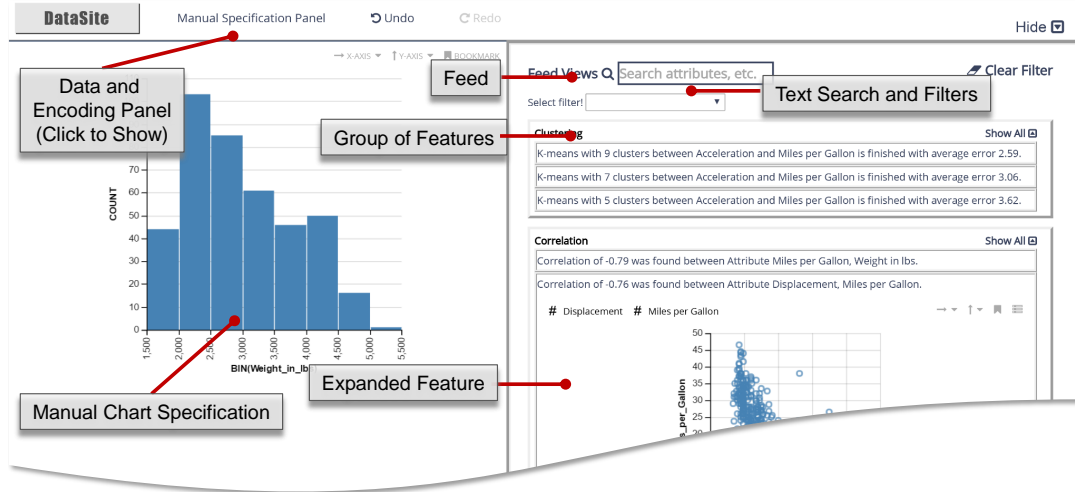 DataSite
Manual Specification Panel
Undo
Redo
Hide
X-AXIS
Y-AXIS
BOOKMARK
Data and
Encoding Panel
(Click to Show)
70
60
50
40
30
20
10
0
COUNT
1,500
2,000
2,500
3,000
3,500
4,000
4,500
5,000
5,500
BIN(Weight_in_lbs)
Manual Chart Specification
Feed
Feed Views
Search attributes, etc.
Clear Filter
Select filter!
Text Search and Filters
Group of Features
Clustering
Show All
K-means with 9 clusters between Acceleration and Miles per Gallon is finished with average error 2.59.
K-means with 7 clusters between Acceleration and Miles per Gallon is finished with average error 3.06.
K-means with 5 clusters between Acceleration and Miles per Gallon is finished with average error 3.62.
Correlation
Show All
Correlation of -0.79 was found between Attribute Miles per Gallon, Weight in lbs.
Correlation of -0.76 was found between Attribute Displacement, Miles per Gallon.
# Displacement # Miles per Gallon
Expanded Feature
50
45
40
35
30
25
20
s_per_Gallon